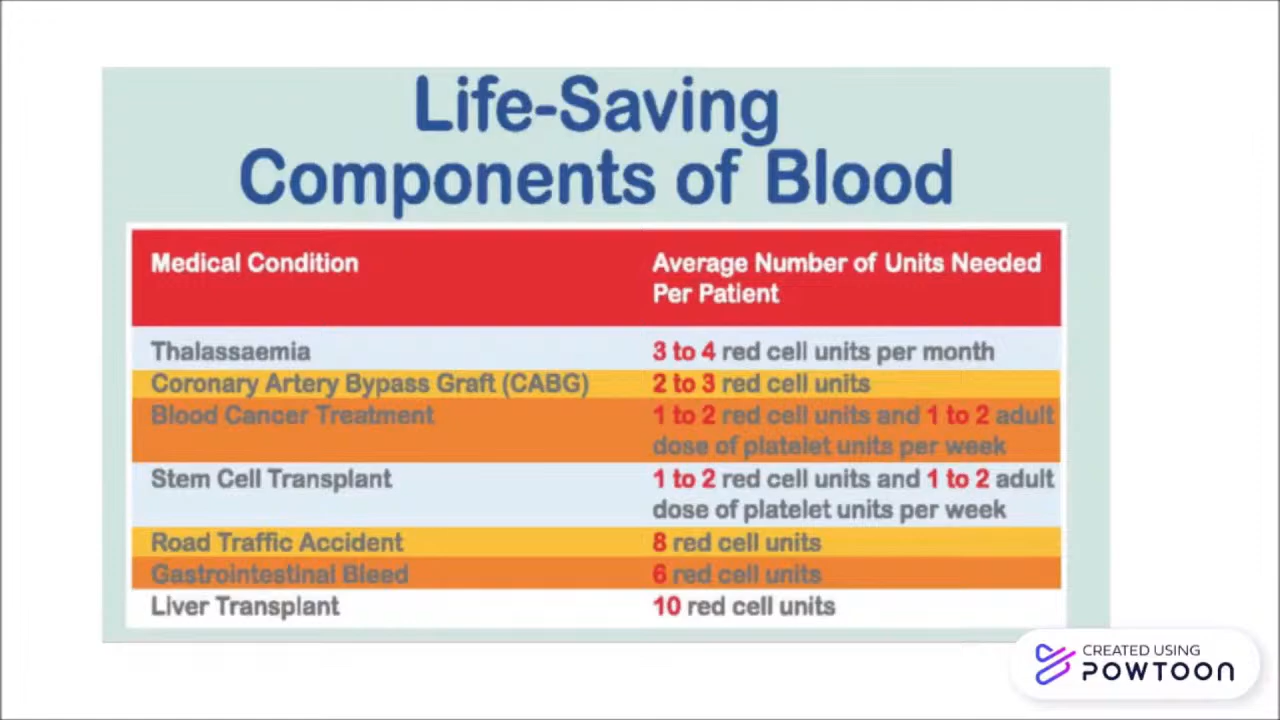 Life-Saving
Components of Blood
Medical Condition
Average Number of Units Needed
Per Patient
Thalassaemia
3 to 4 red cell units per month
Coronary Artery Bypass Graft (CABG)
2 to 3 red cell units
Blood Cancer Treatment
1 to 2 red cell units and 1 to 2 adult
dose of platelet units per week
Stem Cell Transplant
1 to 2 red cell units and 1 to 2 adult
dose of platelet units per week
Road Traffic Accident
8 red cell units
Gastrointestinal Bleed
6 red cell units
Liver Transplant
10 red cell units
CREATED USING
POWTOON